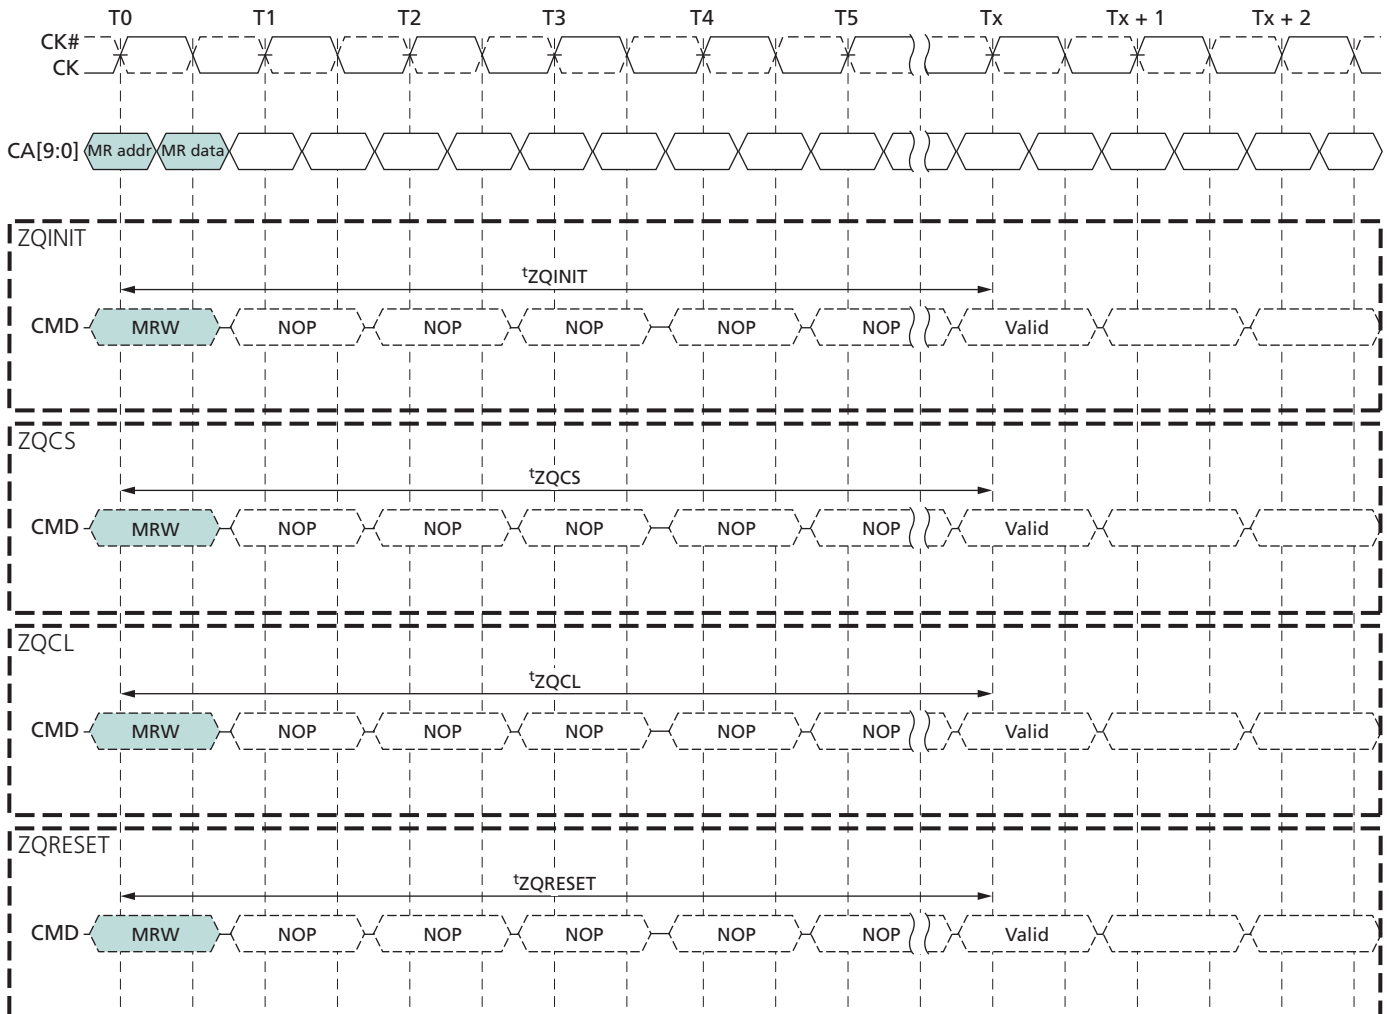 T0 T1 T2 T3 T4 T5 Tx Tx + 1 Tx + 2
CK#
CK
CA[9:0] MR addr MR data
ZQINIT
tZQINIT
CMD MRW NOP NOP NOP NOP NOP Valid
ZQCS
tZQCS
CMD MRW NOP NOP NOP NOP NOP Valid
ZQCL
tZQCL
CMD MRW NOP NOP NOP NOP NOP Valid
ZQRESET
tZQRESET
CMD MRW NOP NOP NOP NOP NOP Valid